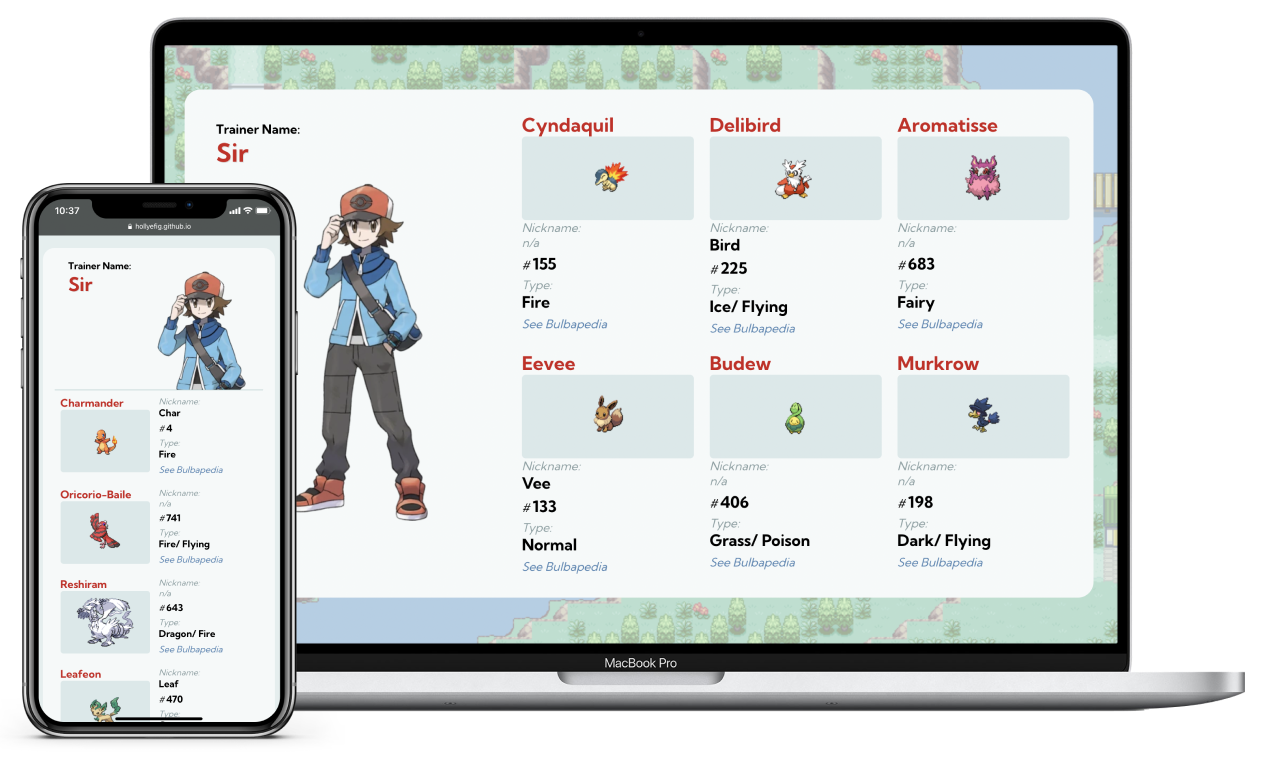 Trainer Name:
Sir
Cyndaquil
Nickname:
n/a
#155
Type:
Fire
See Bulbapedia
Delibird
Nickname:
Bird
#225
Type:
Ice/ Flying
See Bulbapedia
Aromatisse
Nickname:
n/a
#683
Type:
Fairy
See Bulbapedia
Eevee
Nickname:
Vee
#133
Type:
Normal
See Bulbapedia
Budew
Nickname:
n/a
#406
Type:
Grass/ Poison
See Bulbapedia
Murkrow
Nickname:
n/a
#198
Type:
Dark/ Flying
See Bulbapedia
MacBook Pro
10:37
hollyefig.github.io
Trainer Name:
Sir
Charmander
Nickname:
Char
#4
Type:
Fire
See Bulbapedia
Oricorio-Baile
Nickname:
n/a
#741
Type:
Fire/ Flying
See Bulbapedia
Reshiram
Nickname:
n/a
#643
Type:
Dragon/ Fire
See Bulbapedia
Leafeon
Nickname:
Leaf
#470
Type: